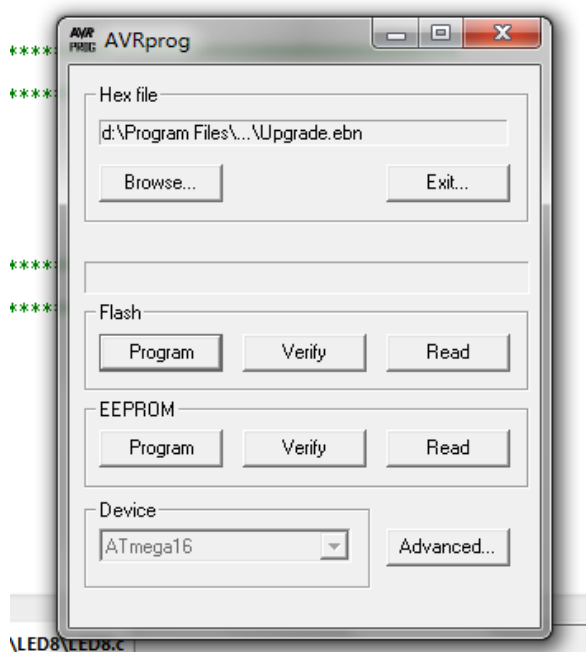 AVR PROG AVRprog
****
****
Hex file
d:\Program Files\...\Upgrade.ebn
Browse... Exit...
****
****
Flash
Program Verify Read
EEPROM
Program Verify Read
Device
ATmega16 Advanced...
\LED8\LED8.c